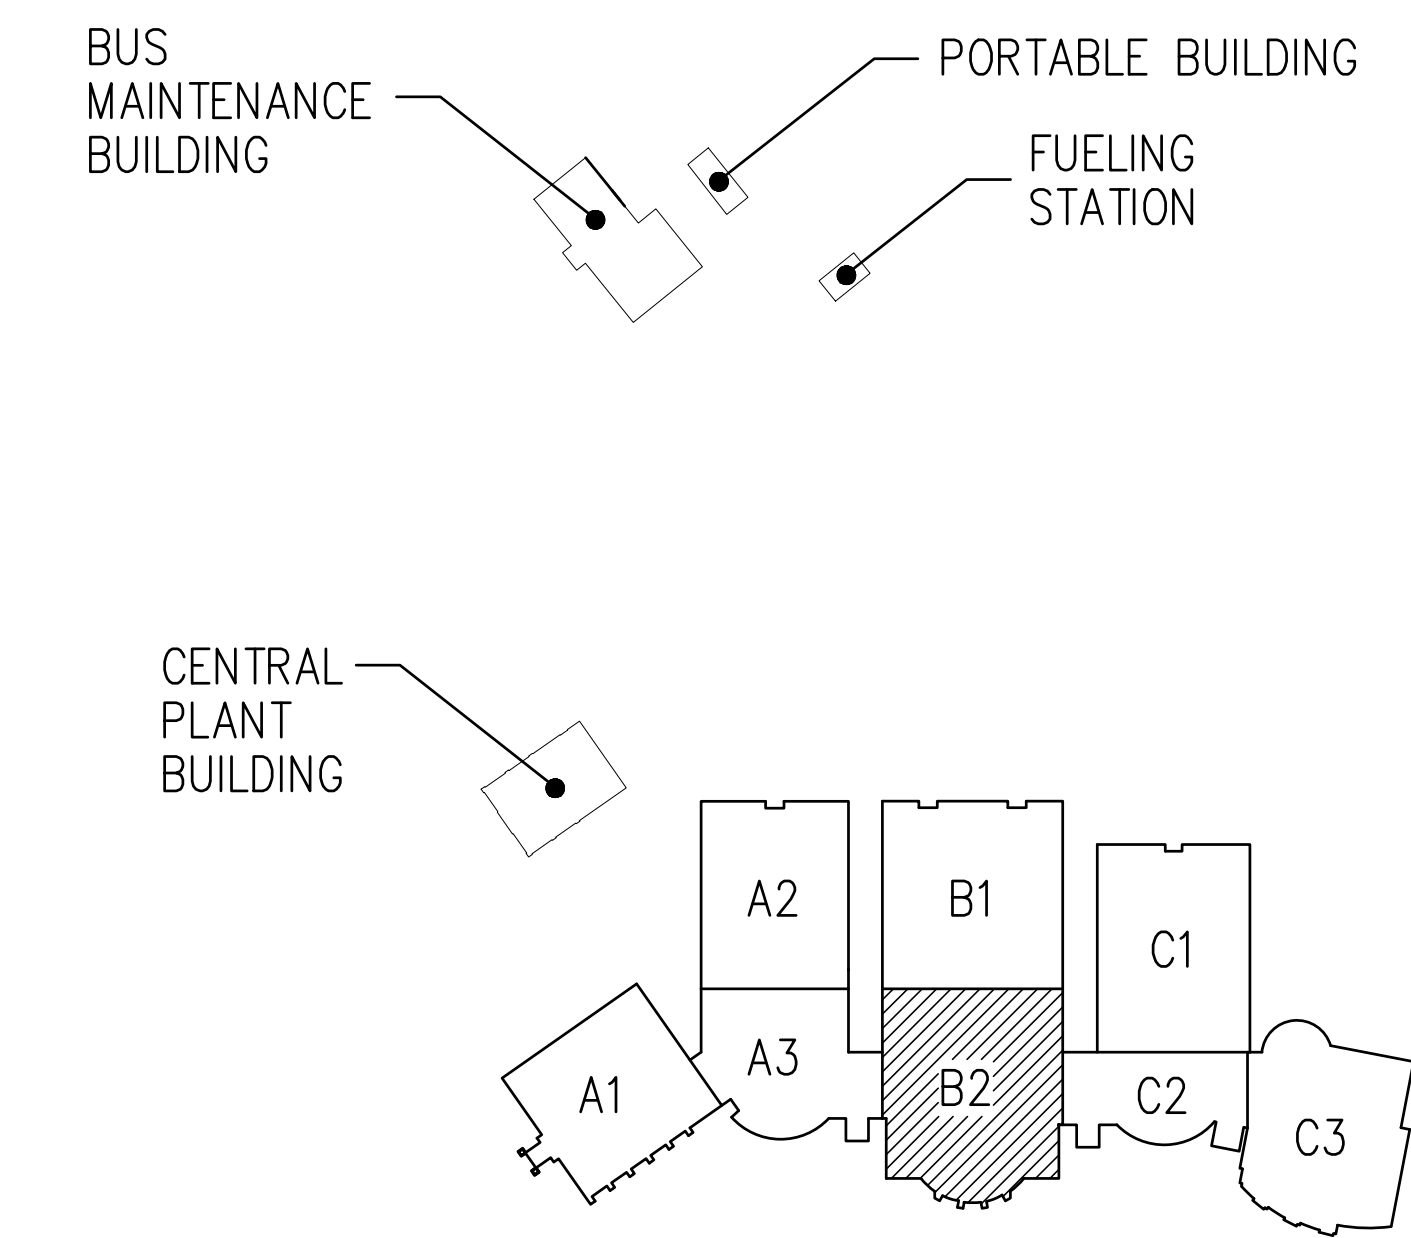 BUS
MAINTENANCE
BUILDING
PORTABLE BUILDING
FUELING
STATION
CENTRAL
PLANT
BUILDING
A2
B1
C1
A3
A1
B2
C2
C3